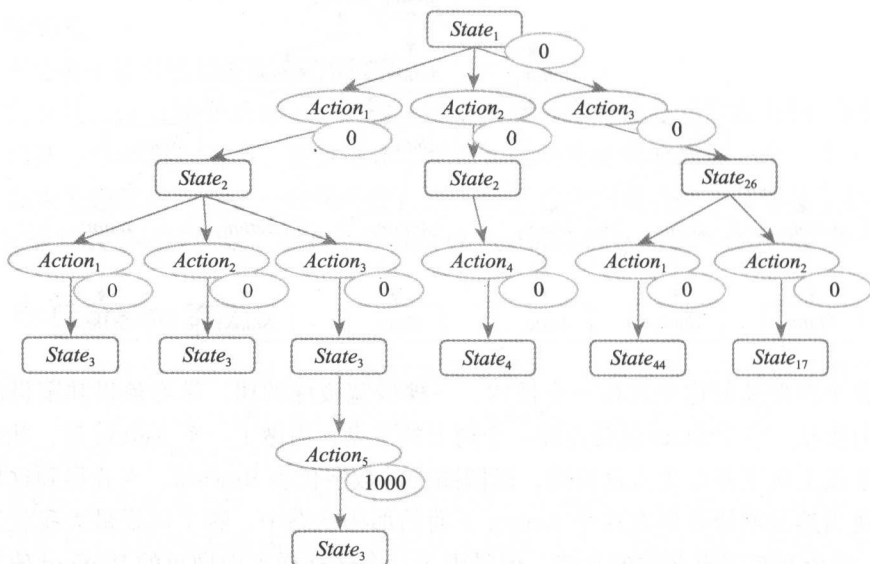 State₁
0
Action₁ Action₂ Action₃
0 0 0
State₂ State₂ State₂₆
Action₁ Action₂ Action₃ Action₄ Action₁ Action₂
0 0 0 0 0 0
State₃ State₃ State₃ State₄ State₄₄ State₁₇
Action₅
1000
State₃